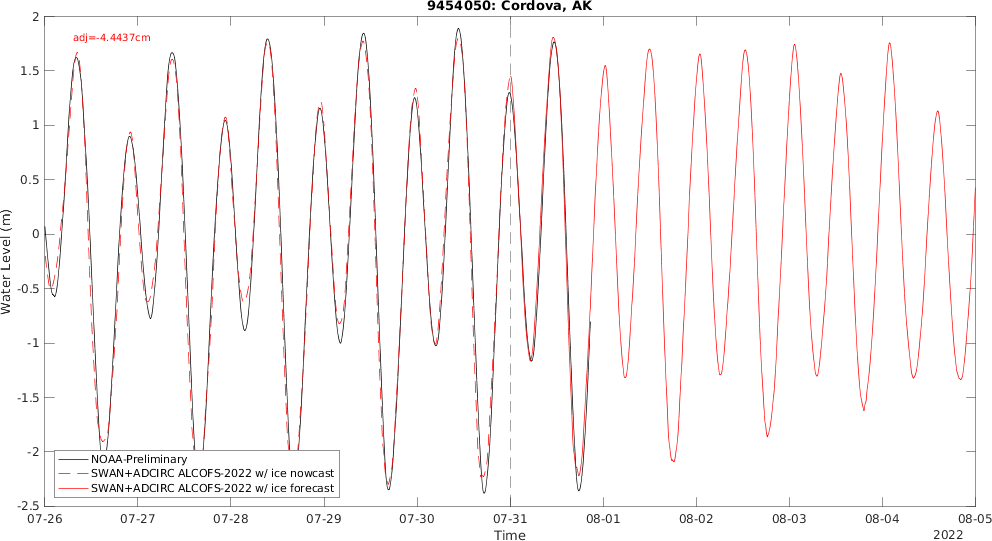 9454050: Cordova, AK
adj=-4.4437cm
2
1.5
1
0.5
0
-0.5
-1
-1.5
-2
-2.5
Water Level (m)
NOAA-Preliminary
SWAN+ADCIRC ALCOFS-2022 w/ ice nowcast
SWAN+ADCIRC ALCOFS-2022 w/ ice forecast
07-26 07-27 07-28 07-29 07-30 07-31 08-01 08-02 08-03 08-04 08-05
Time
2022